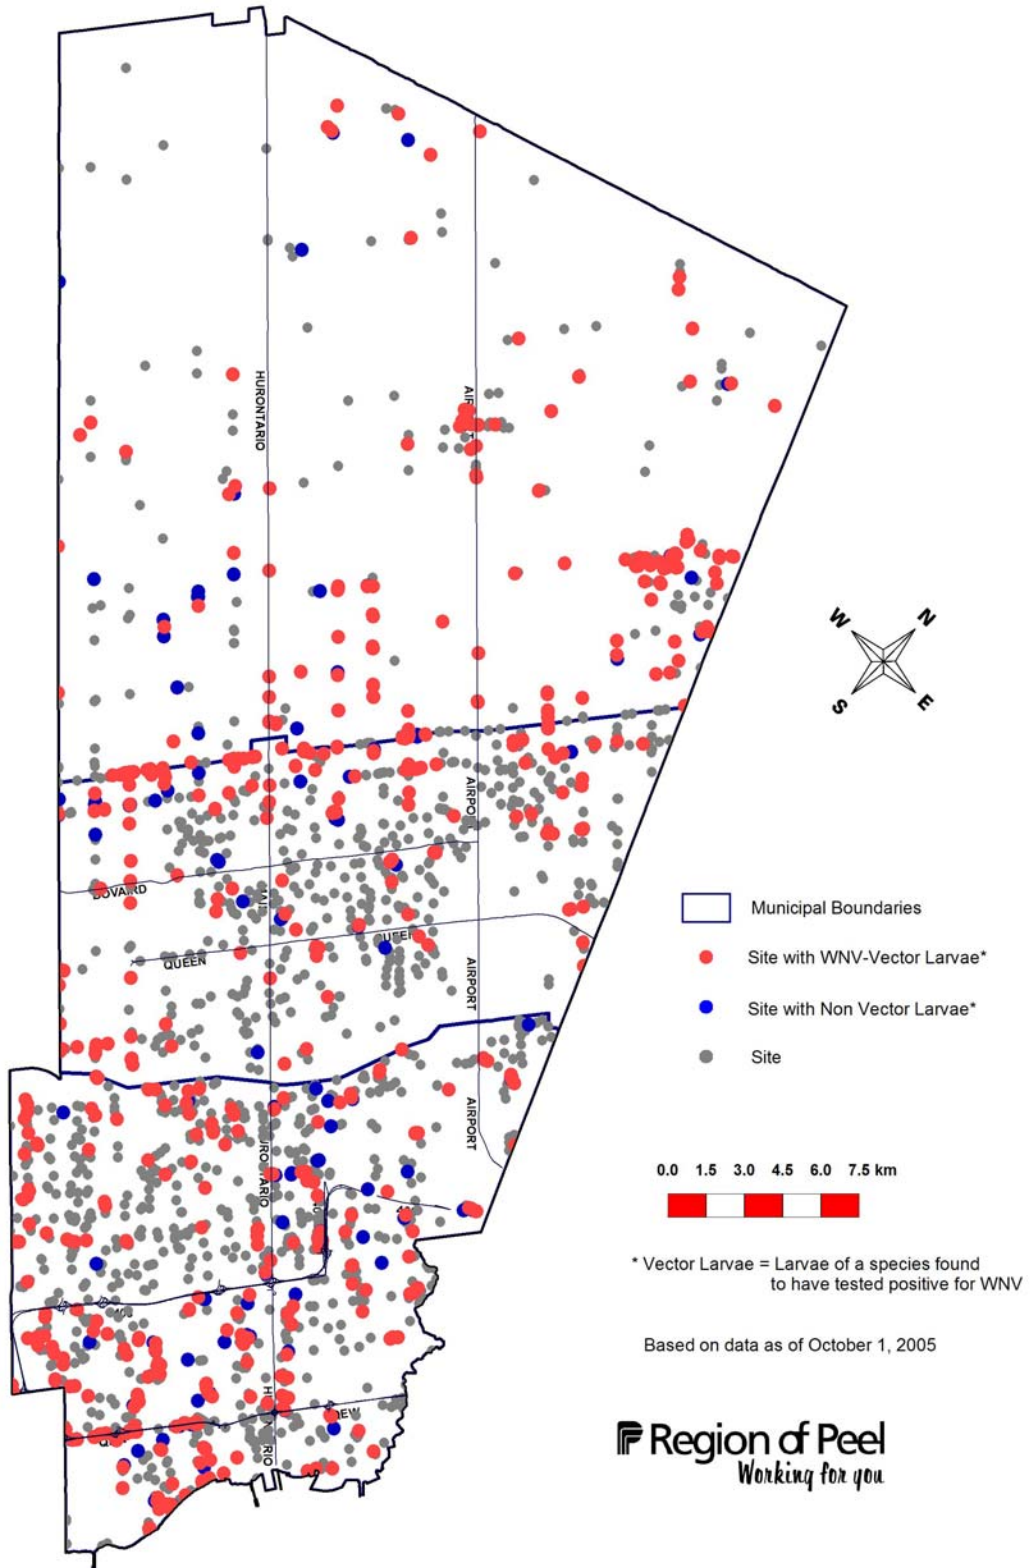 HURONTARIO
AIRPORT
W
N
S
E
AIRPORT
BOVAIRD
QUEEN
AIRPORT
AIRPORT
Municipal Boundaries
Site with WNV-Vector Larvae*
Site with Non Vector Larvae*
Site
0.0 1.5 3.0 4.5 6.0 7.5 km
* Vector Larvae = Larvae of a species found
to have tested positive for WNV
Based on data as of October 1, 2005
Region of Peel
Working for you